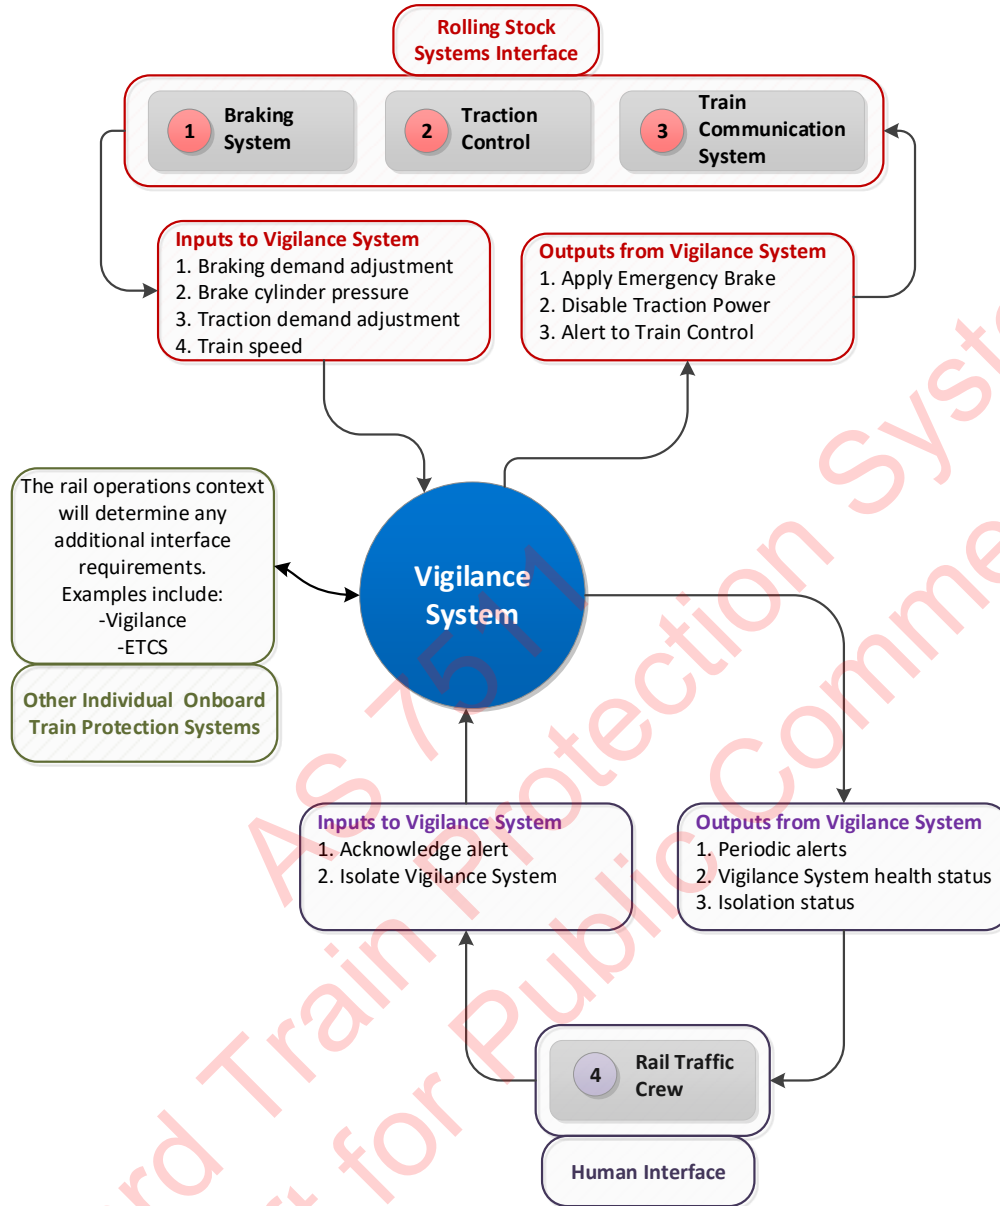 Rolling Stock
Systems Interface
1
Braking
System
2
Traction
Control
3
Train
Communication
System
Inputs to Vigilance System
1. Braking demand adjustment
2. Brake cylinder pressure
3. Traction demand adjustment
4. Train speed
Outputs from Vigilance System
1. Apply Emergency Brake
2. Disable Traction Power
3. Alert to Train Control
The rail operations context
will determine any
additional interface
requirements.
Examples include:
-Vigilance
-ETCS
Other Individual Onboard
Train Protection Systems
Vigilance
System
Inputs to Vigilance System
1. Acknowledge alert
2. Isolate Vigilance System
Outputs from Vigilance System
1. Periodic alerts
2. Vigilance System health status
3. Isolation status
4
Rail Traffic
Crew
Human Interface
AS 7511
Train Protection
for Public